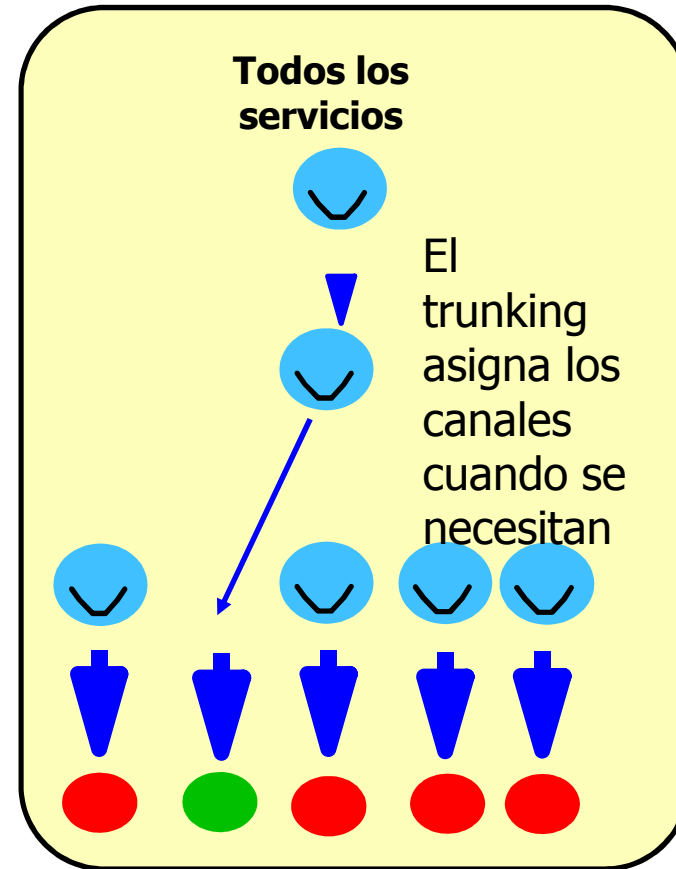 Todos los
servicios
El
trunking
asigna los
canales
cuando se
necesitan